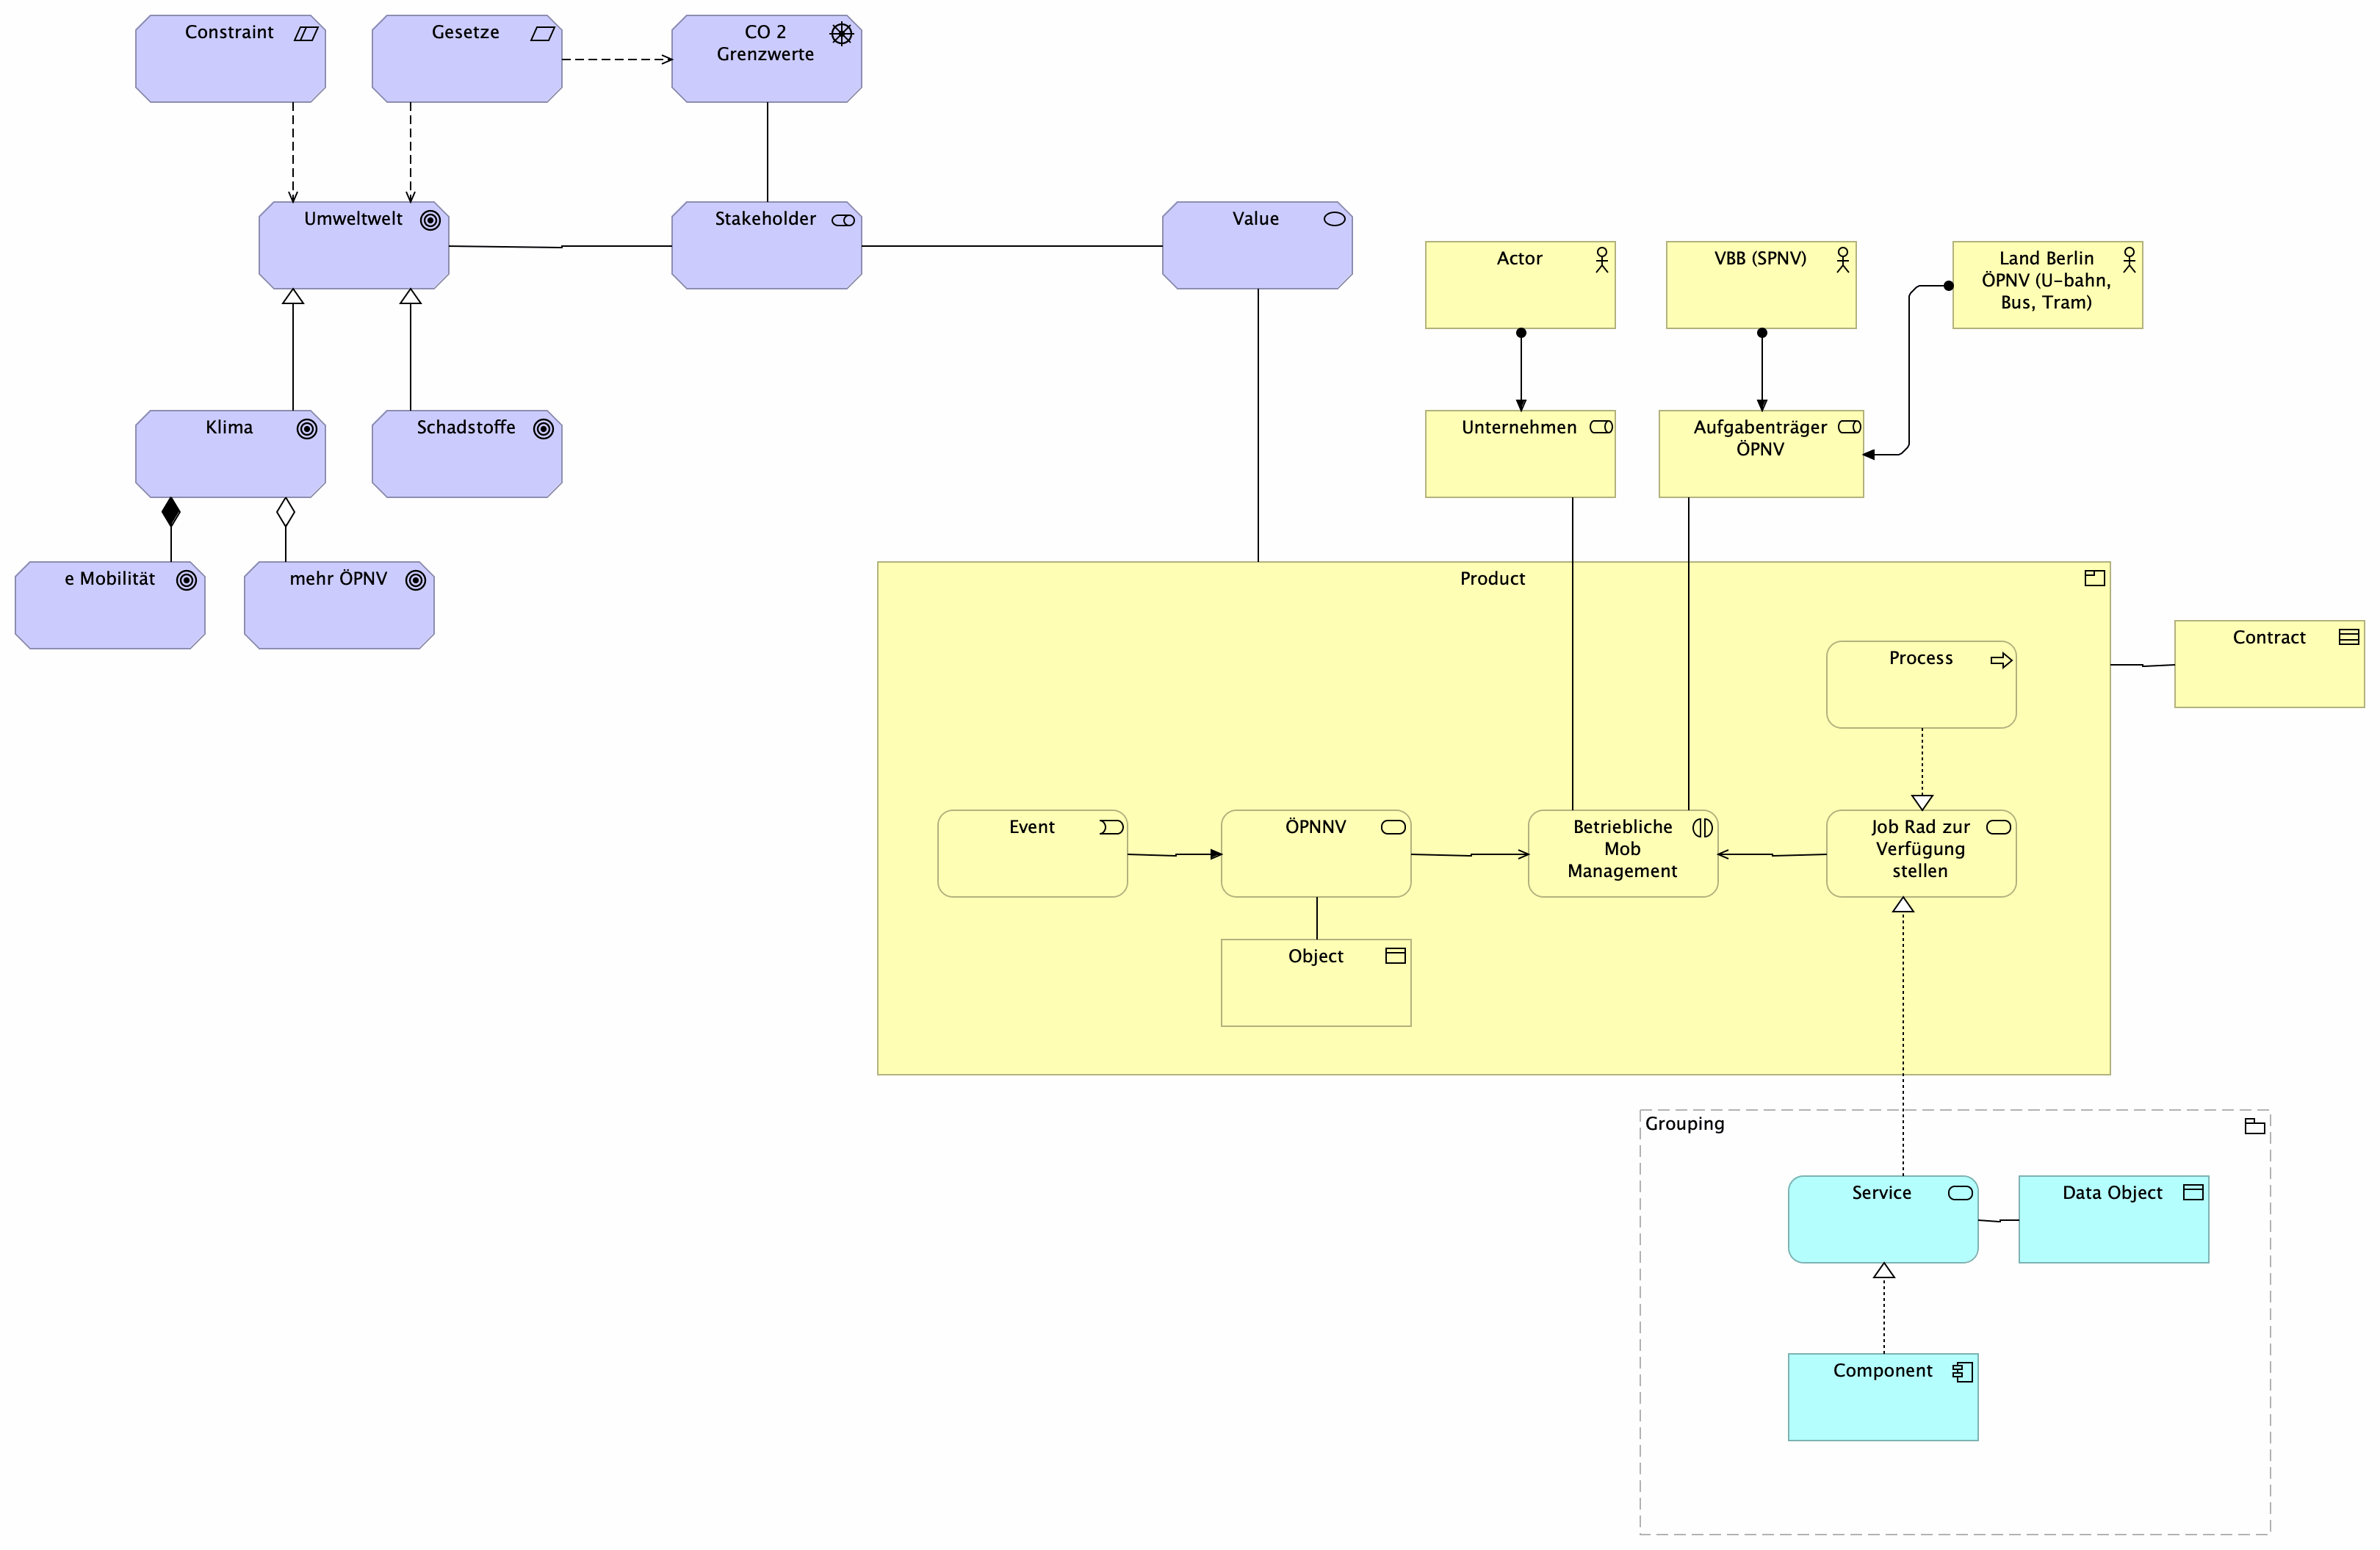 Constraint
Gesetze
CO 2
Grenzwerte
Umweltwelt
Stakeholder
Value
Actor
VBB (SPNV)
Land Berlin
ÖPNV (U-bahn,
Bus, Tram)
Klima
Schadstoffe
Unternehmen
Aufgabenträger
ÖPNV
e Mobilität
mehr ÖPNV
Product
Contract
Process
Event
ÖPNNV
Betriebliche
Mob
Management
Job Rad zur
Verfügung
stellen
Object
Grouping
Service
Data Object
Component